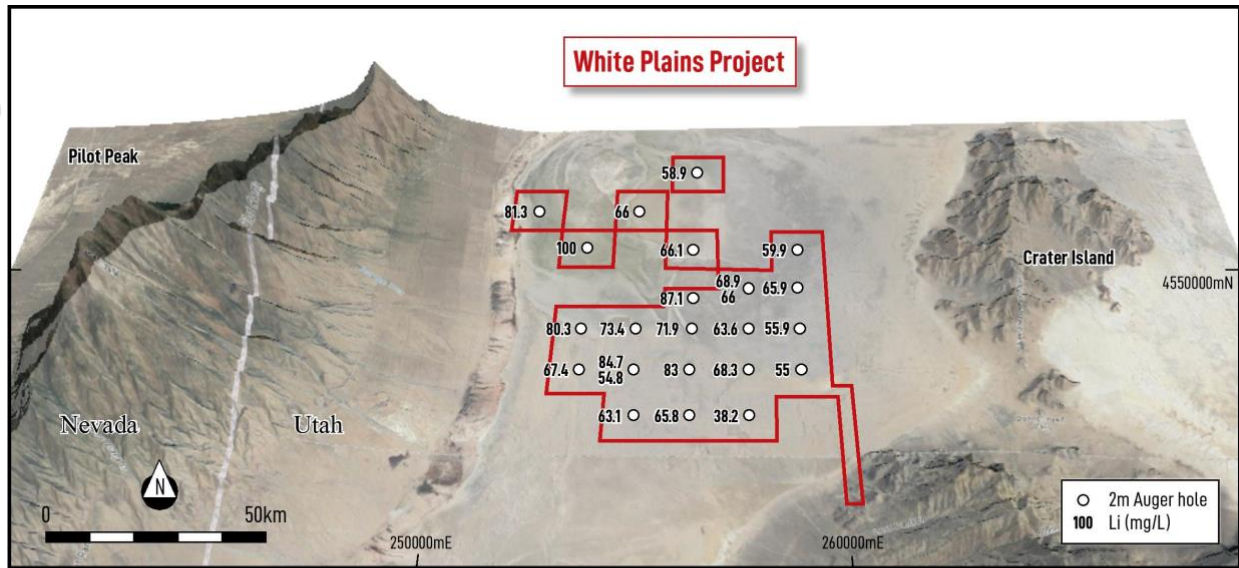 White Plains Project
Pilot Peak
58.9
81.3
66
100
66.1
59.9
Crater Island
68.9
66
65.9
4550000mN
87.1
80.3
73.4
71.9
63.6
55.9
67.4
84.7
54.8
83
68.3
55
63.1
65.8
38.2
Nevada
Utah
N
0
50km
250000mE
260000mE
2m Auger hole
100
Li (mg/L)